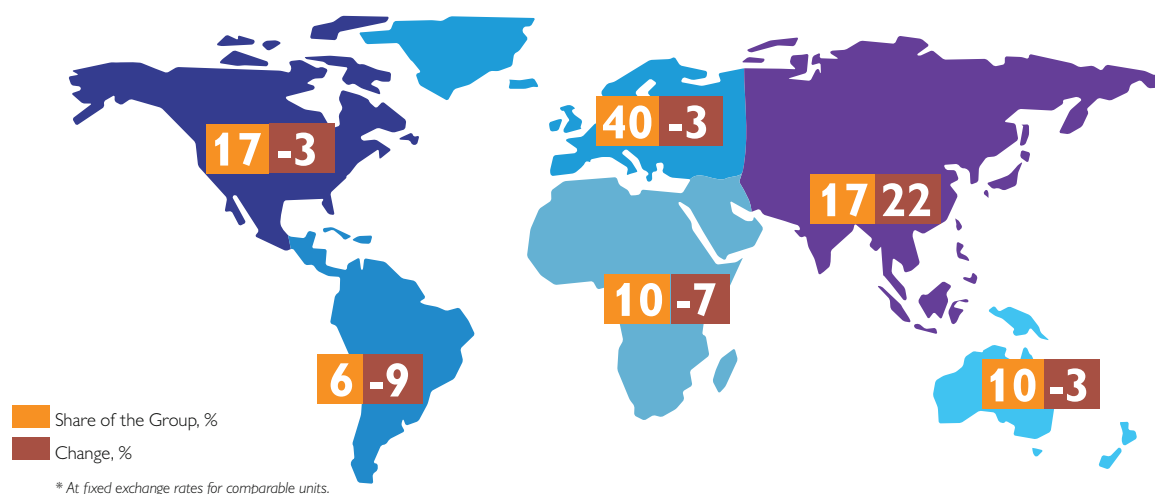 40 -3
17 -3
17 22
10 -7
6 -9
10 -3
Share of the Group, %
Change, %
* At fixed exchange rates for comparable units.